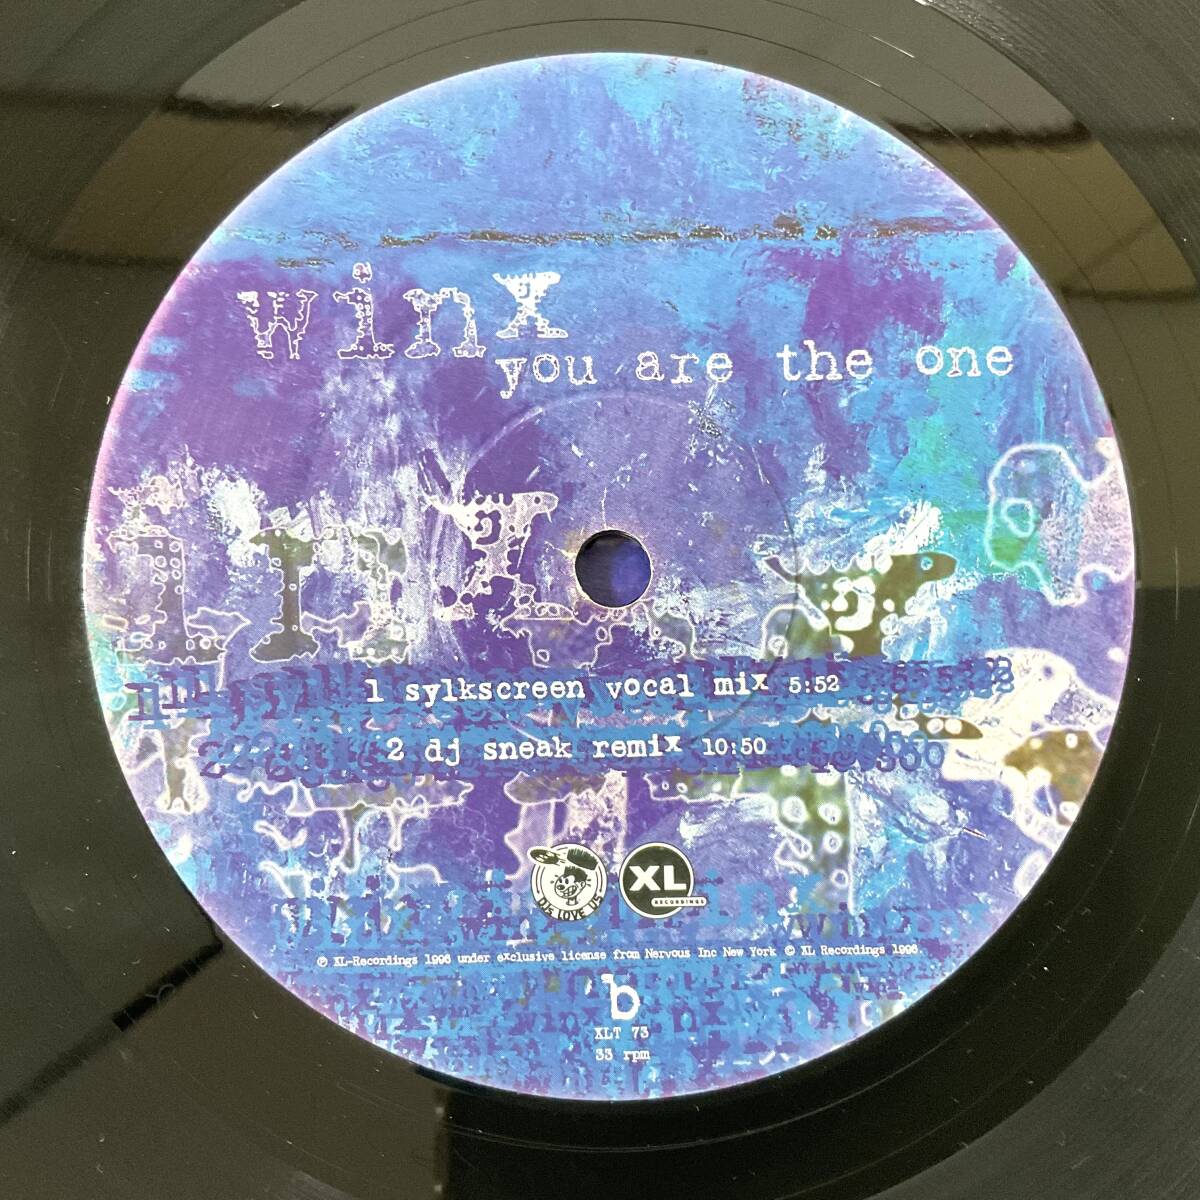 winx
you are the one
1 sylkscreen vocal mix 5:52
2 dj sneak remix 10:50
DJs LOVE US
XL
RECORDINGS
℗ XL-Recordings 1996 under exclusive license from Nervous Inc New York © XL Recordings 1996.
b
XLT 73
33 rpm